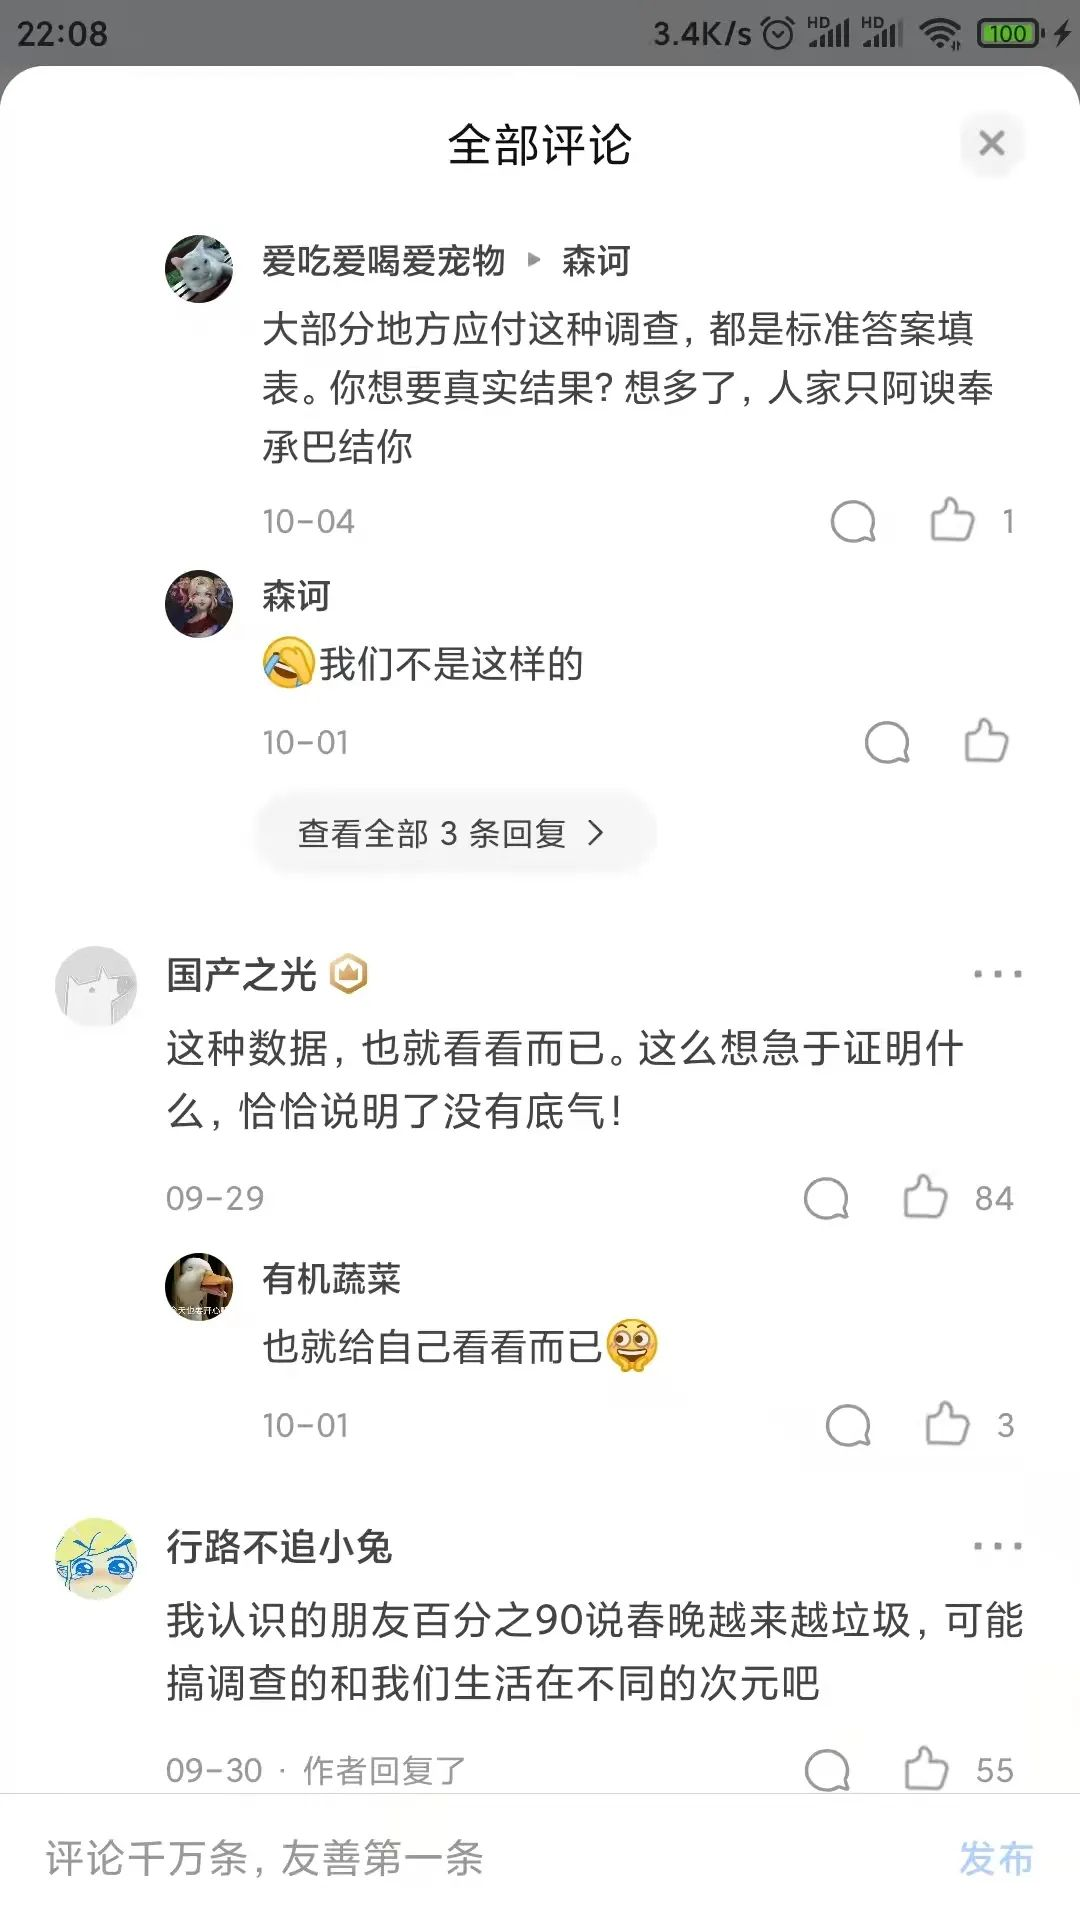 22:08
3.4K/s HD HD 100
全部评论
爱吃爱喝爱宠物 ▸ 森诃
大部分地方应付这种调查，都是标准答案填
表。你想要真实结果？想多了，人家只阿谀奉
承巴结你
10-04 1
森诃
我们不是这样的
10-01
查看全部 3 条回复 >
国产之光
这种数据，也就看看而已。这么想急于证明什
么，恰恰说明了没有底气！
09-29 84
有机蔬菜
也就给自己看看而已
10-01 3
行路不追小兔
我认识的朋友百分之90说春晚越来越垃圾，可能
搞调查的和我们生活在不同的次元吧
09-30 · 作者回复了 55
评论千万条，友善第一条
发布